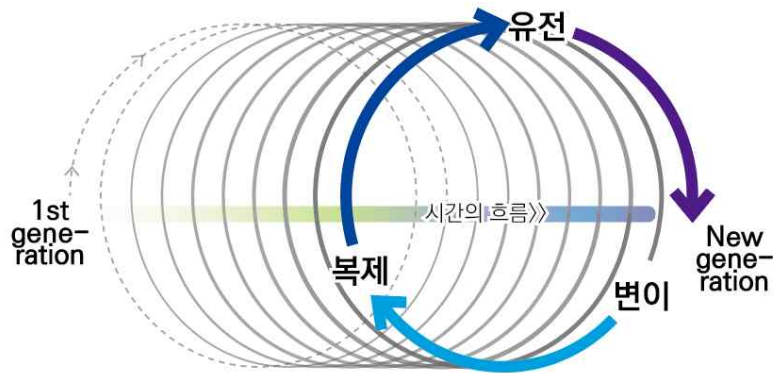 유전
1st
gene-
ration
시간의 흐름》
복제
변이
New
gene-
ration